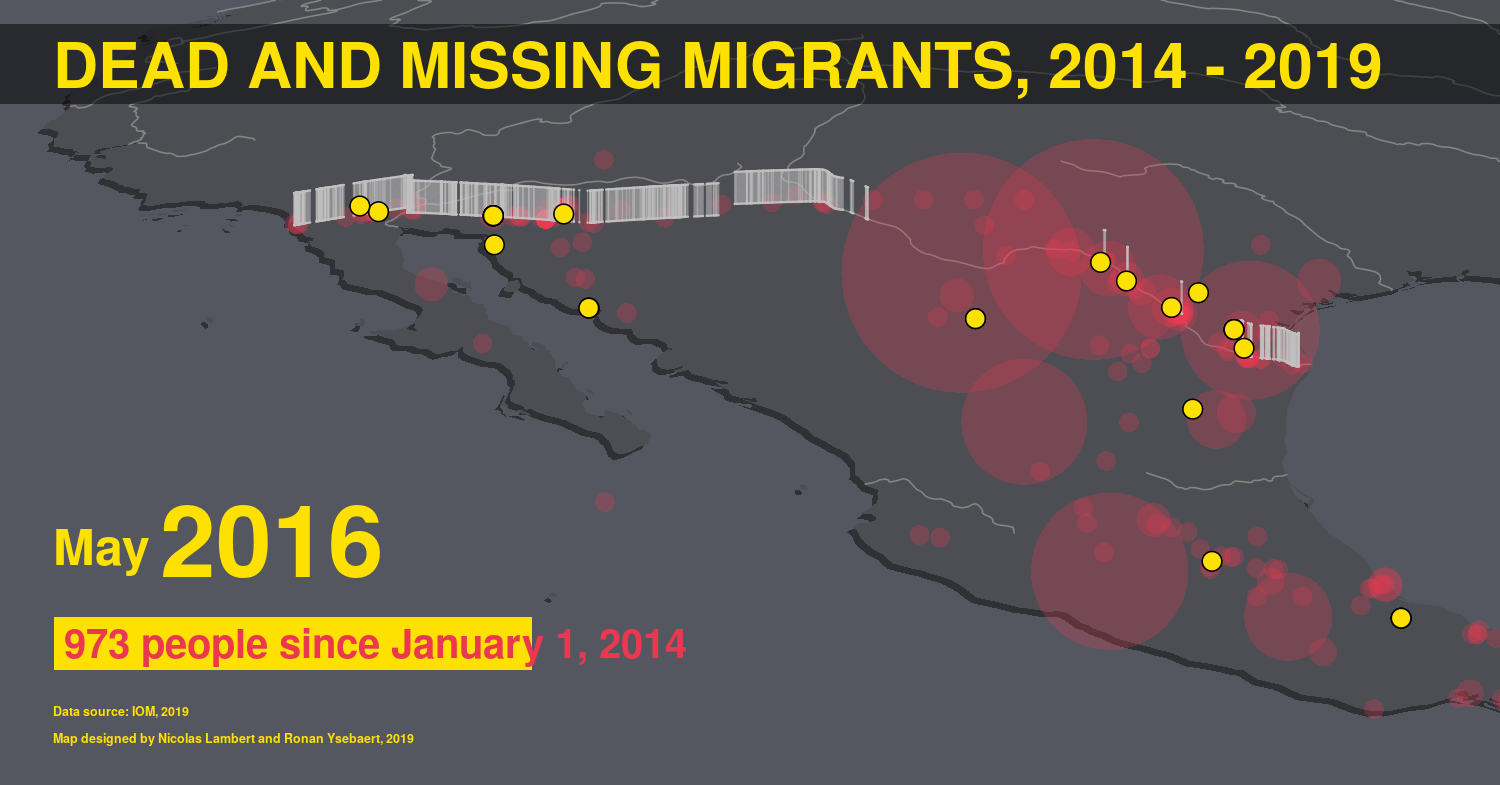 DEAD AND MISSING MIGRANTS, 2014 - 2019
May 2016
973 people since January 1, 2014
Data source: IOM, 2019
Map designed by Nicolas Lambert and Ronan Ysebaert, 2019